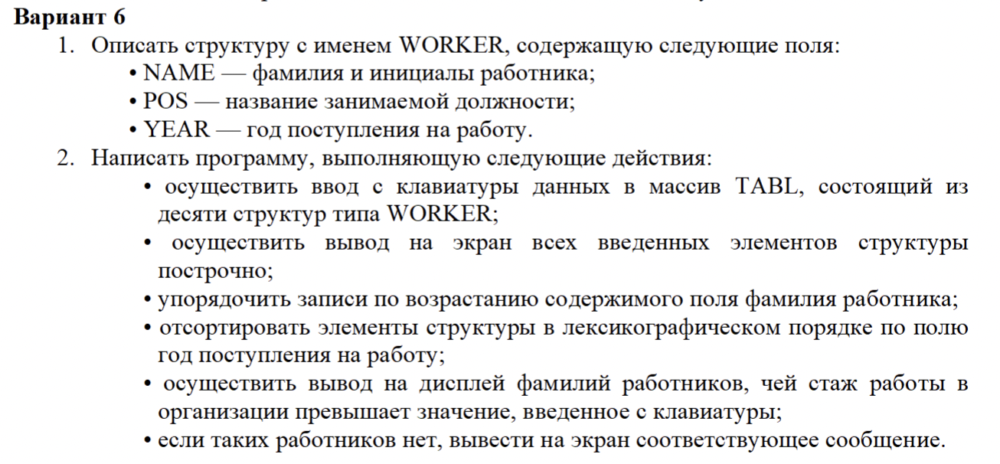 Вариант 6
1. Описать структуру с именем WORKER, содержащую следующие поля:
• NAME — фамилия и инициалы работника;
• POS — название занимаемой должности;
• YEAR — год поступления на работу.
2. Написать программу, выполняющую следующие действия:
• осуществить ввод с клавиатуры данных в массив TABL, состоящий из
десяти структур типа WORKER;
• осуществить вывод на экран всех введенных элементов структуры
построчно;
• упорядочить записи по возрастанию содержимого поля фамилия работника;
• отсортировать элементы структуры в лексикографическом порядке по полю
год поступления на работу;
• осуществить вывод на дисплей фамилий работников, чей стаж работы в
организации превышает значение, введенное с клавиатуры;
• если таких работников нет, вывести на экран соответствующее сообщение.